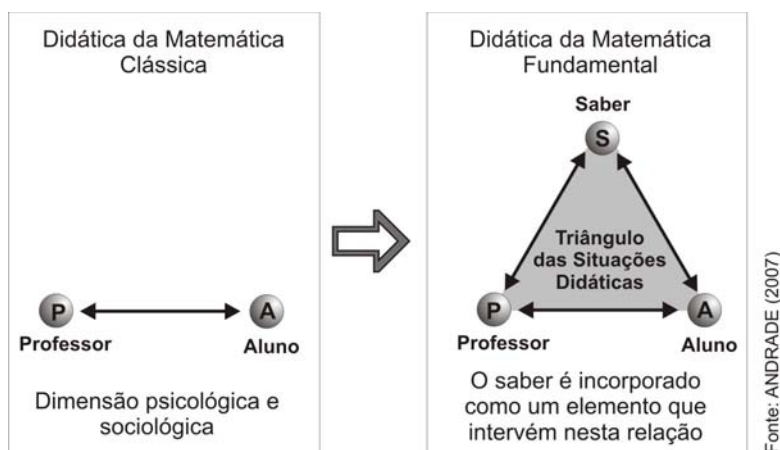 Didática da Matemática
Clássica
P
A
Professor
Aluno
Dimensão psicológica e
sociológica
Didática da Matemática
Fundamental
Saber
S
Triângulo
das Situações
Didáticas
P
A
Professor
Aluno
O saber é incorporado
como um elemento que
intervém nesta relação
Fonte: ANDRADE (2007)